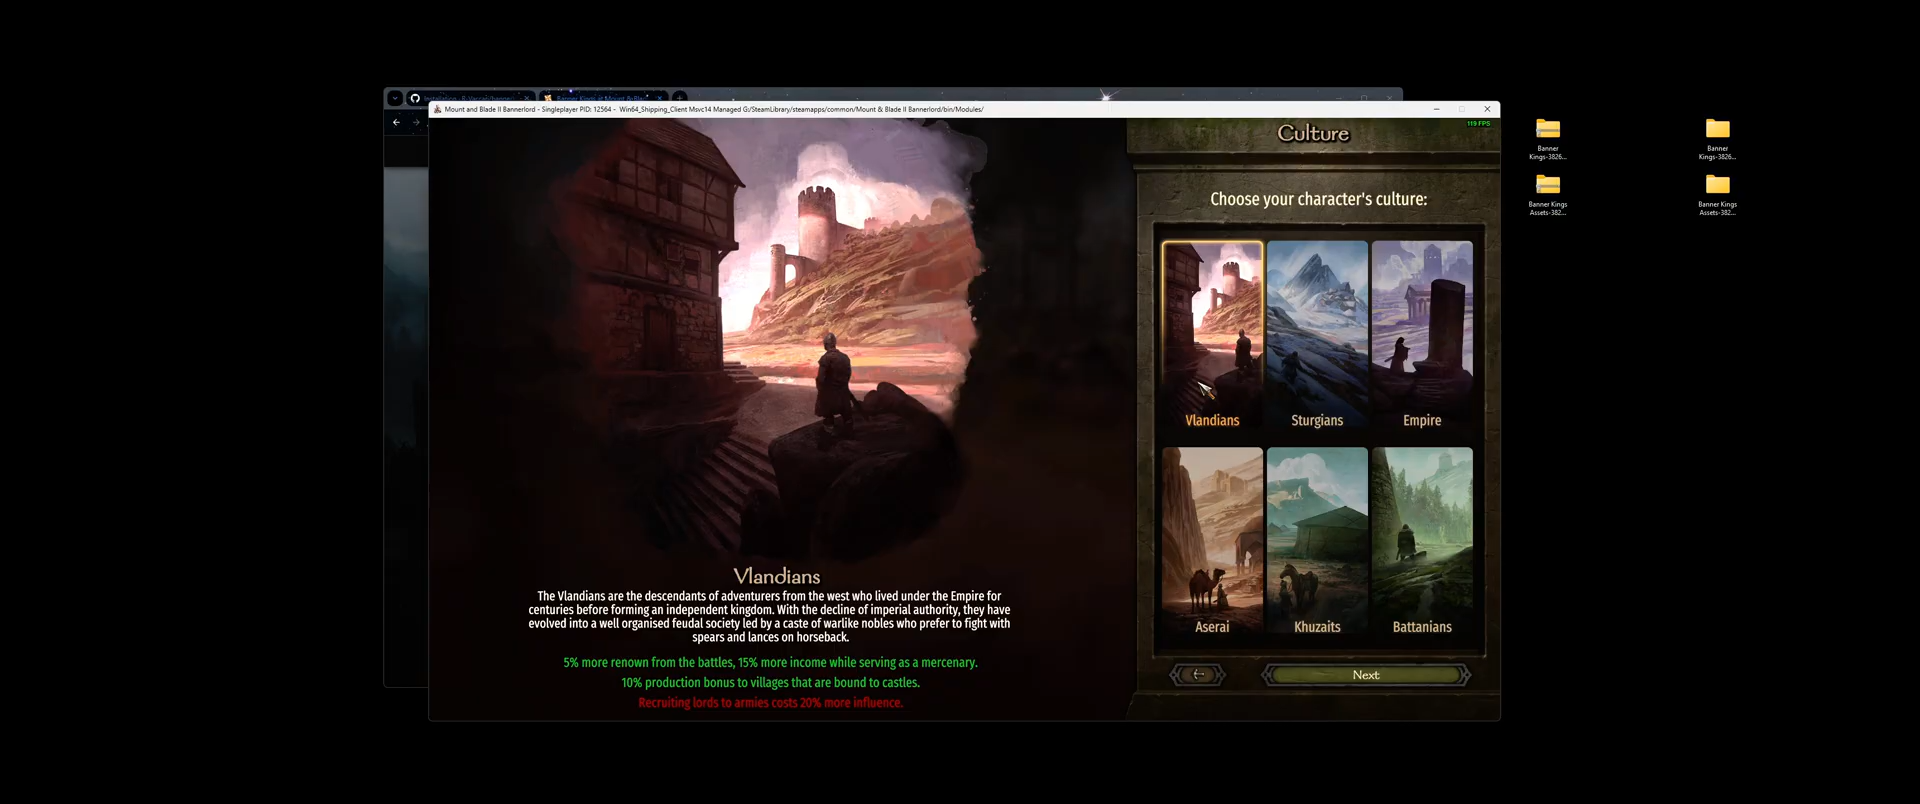 Mount and Blade II Bannerlord - Singleplayer PID: 12564 - Win64_Shipping_Client Msvc14 Managed G:/SteamLibrary/steamapps/common/Mount & Blade II Bannerlord/bin/Modules/
119 FPS
Culture
Choose your character's culture:
Vlandians
Sturgians
Empire
Aserai
Khuzaits
Battanians
Next
Vlandians
The Vlandians are the descendants of adventurers from the west who lived under the Empire for
centuries before forming an independent kingdom. With the decline of imperial authority, they have
evolved into a well organised feudal society led by a caste of warlike nobles who prefer to fight with
spears and lances on horseback.
5% more renown from the battles, 15% more income while serving as a mercenary.
10% production bonus to villages that are bound to castles.
Recruiting lords to armies costs 20% more influence.
Banner
Kings-3826...
Banner
Kings-3826...
Banner Kings
Assets-382...
Banner Kings
Assets-382...